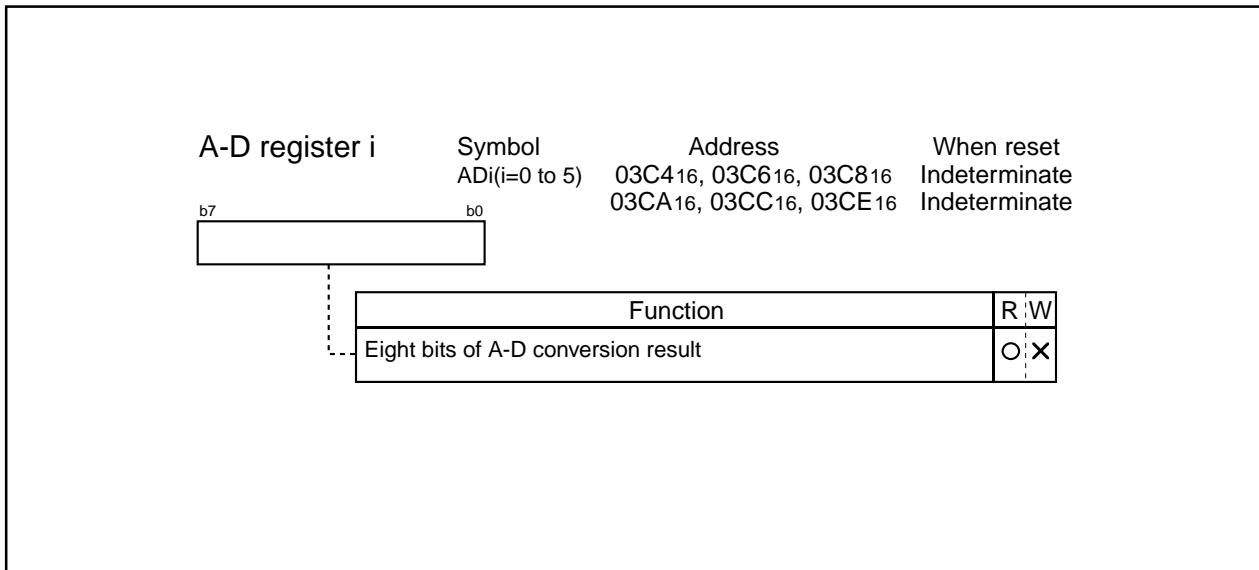 A-D register i Symbol Address When reset
ADi(i=0 to 5) 03C416, 03C616, 03C816 Indeterminate
03CA16, 03CC16, 03CE16 Indeterminate
b7 b0
Function R W
Eight bits of A-D conversion result O X